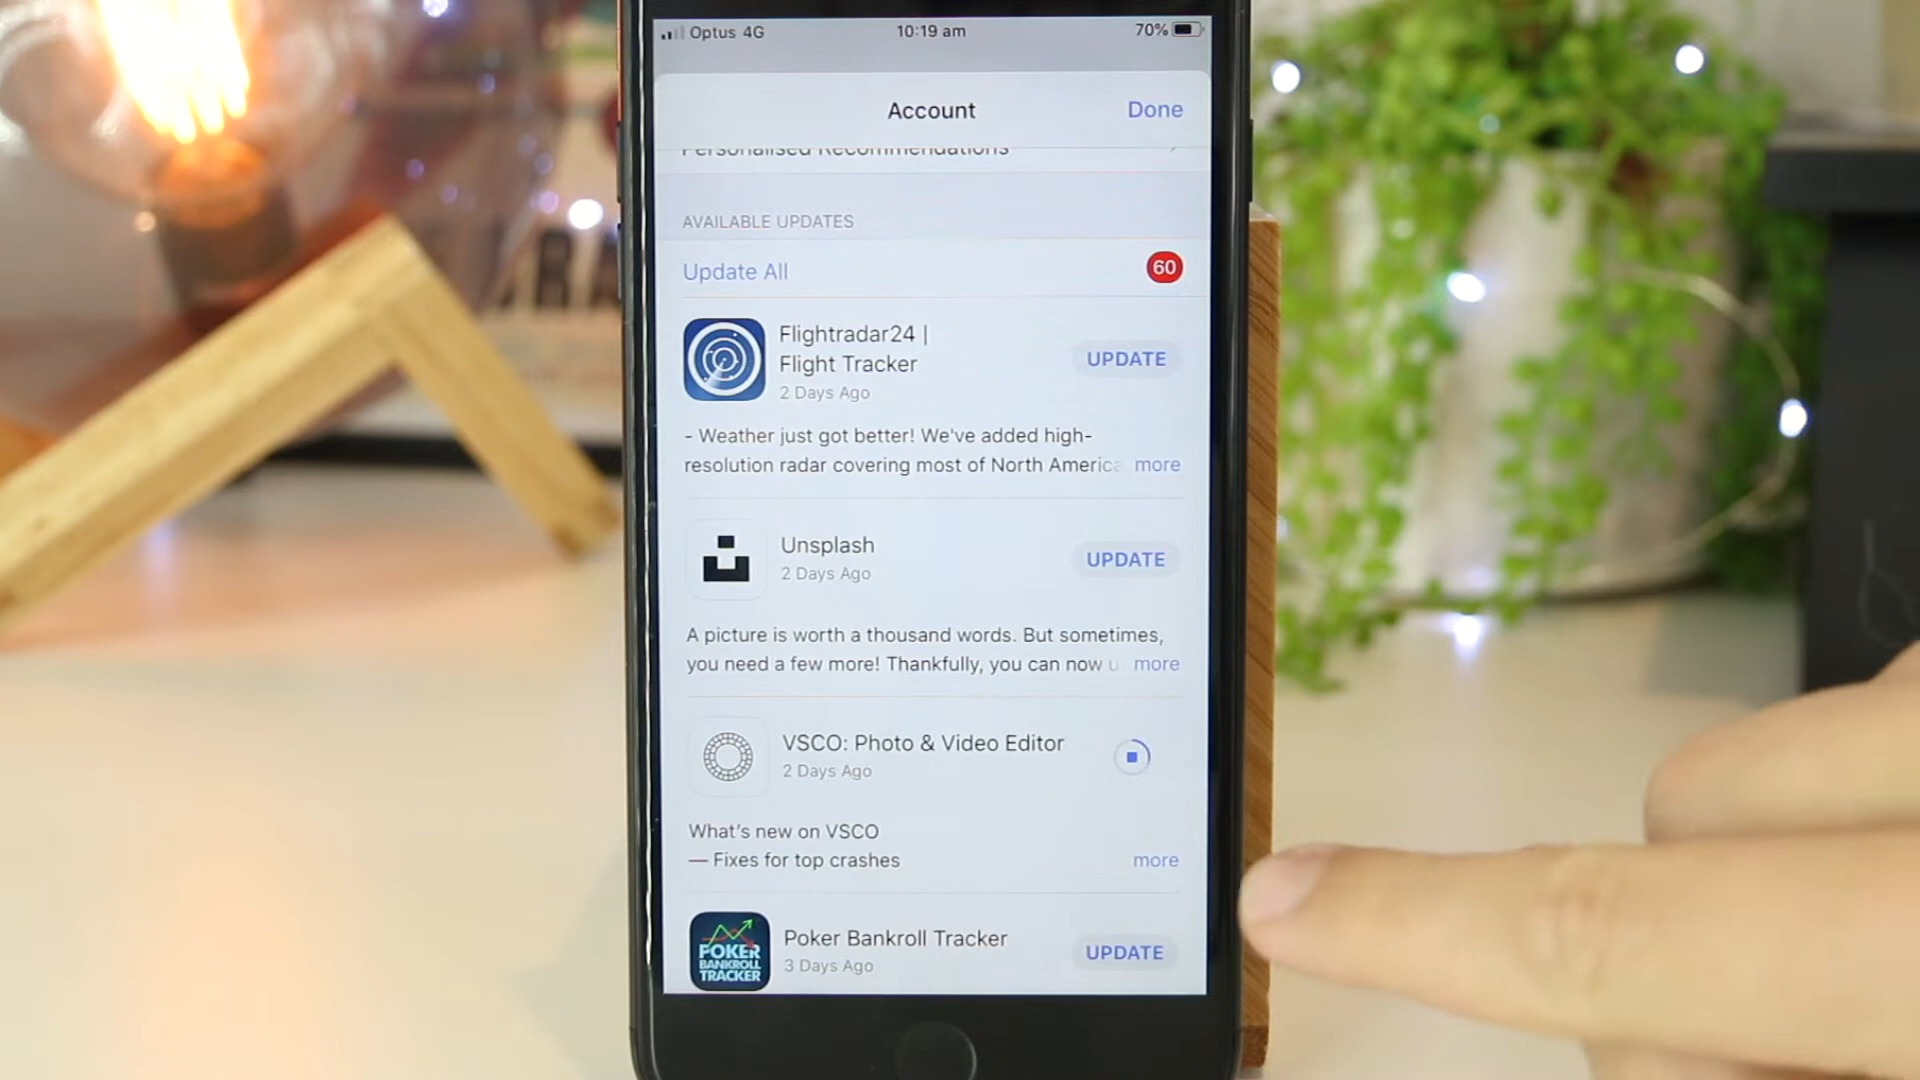 Optus 4G
10:19 am
70%
Account
Done
Personalised Recommendations
AVAILABLE UPDATES
Update All
60
Flightradar24 |
Flight Tracker
2 Days Ago
UPDATE
- Weather just got better! We've added high-
resolution radar covering most of North America more
Unsplash
2 Days Ago
UPDATE
A picture is worth a thousand words. But sometimes,
you need a few more! Thankfully, you can now u more
VSCO: Photo & Video Editor
2 Days Ago
What's new on VSCO
— Fixes for top crashes
more
POKER
BANKROLL
TRACKER
Poker Bankroll Tracker
3 Days Ago
UPDATE